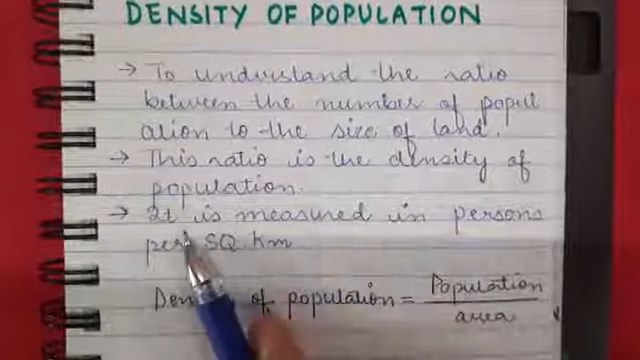 DENSITY OF POPULATION
→ To understand the ratio
between the number of popul
ation to the size of land.
→ This ratio is the density of
population.
→ It is measured in persons
per SQ. km
of population = Population
area